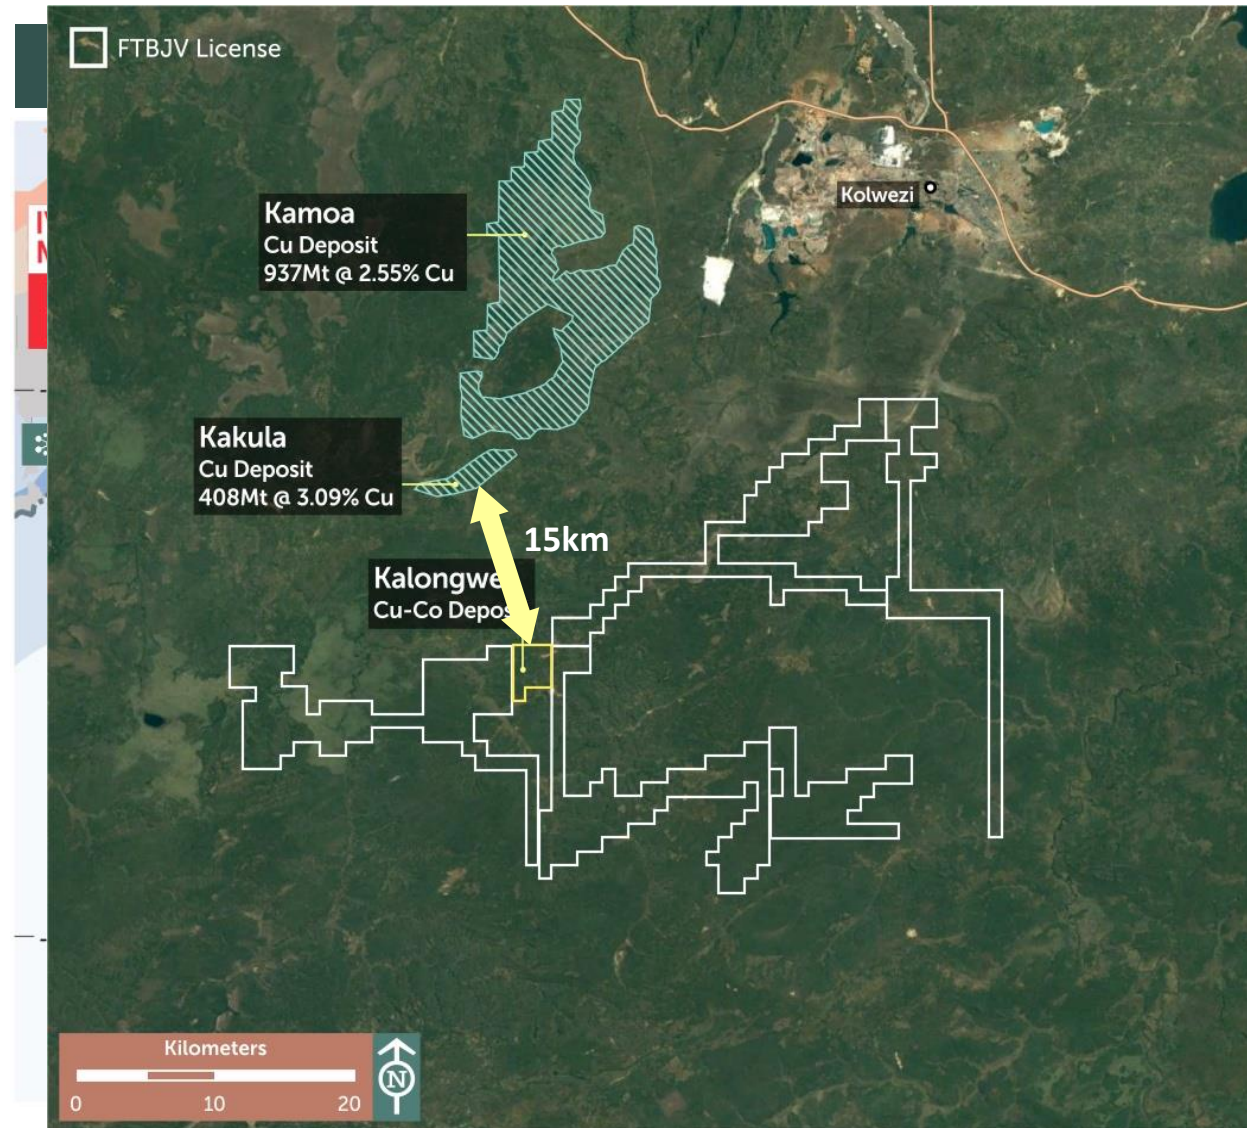 FTBJV License
Kamoa
Cu Deposit
937Mt @ 2.55% Cu
Kolwezi
Kakula
Cu Deposit
408Mt @ 3.09% Cu
15km
Kalongwe
Cu-Co
Kilometers
0 10 20
N